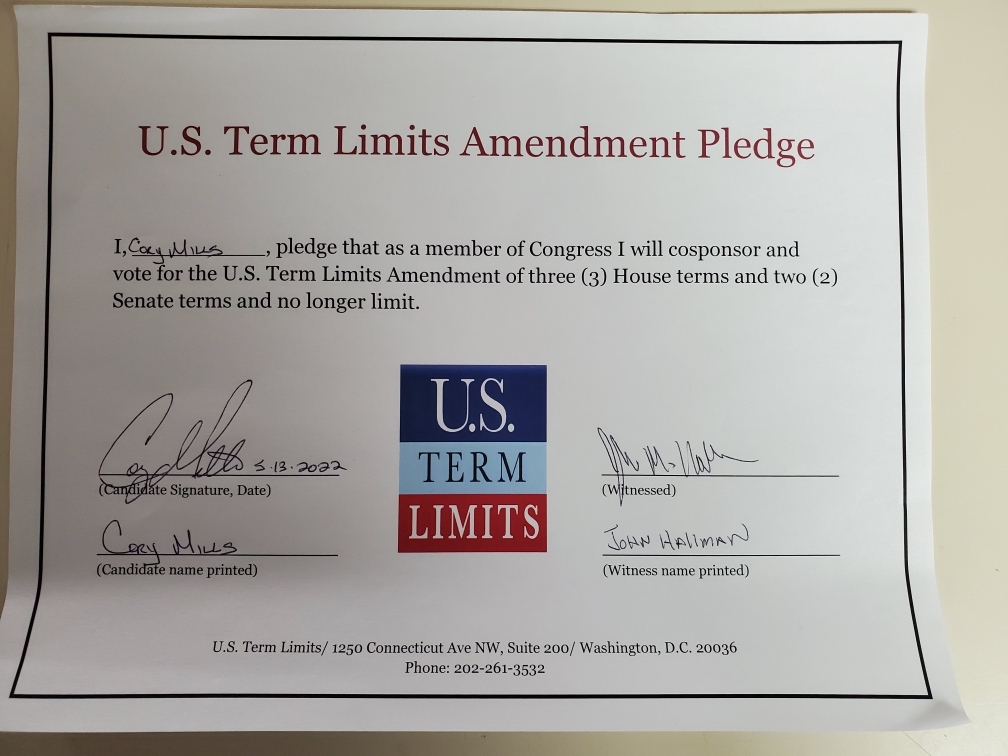 U.S. Term Limits Amendment Pledge
I, Cory Mills, pledge that as a member of Congress I will cosponsor and
vote for the U.S. Term Limits Amendment of three (3) House terms and two (2)
Senate terms and no longer limit.
U.S.
TERM
LIMITS
5.13.2022
(Candidate Signature, Date)
Cory Mills
(Candidate name printed)
(Witnessed)
JOHN HALIMAN
(Witness name printed)
U.S. Term Limits/ 1250 Connecticut Ave NW, Suite 200/ Washington, D.C. 20036
Phone: 202-261-3532